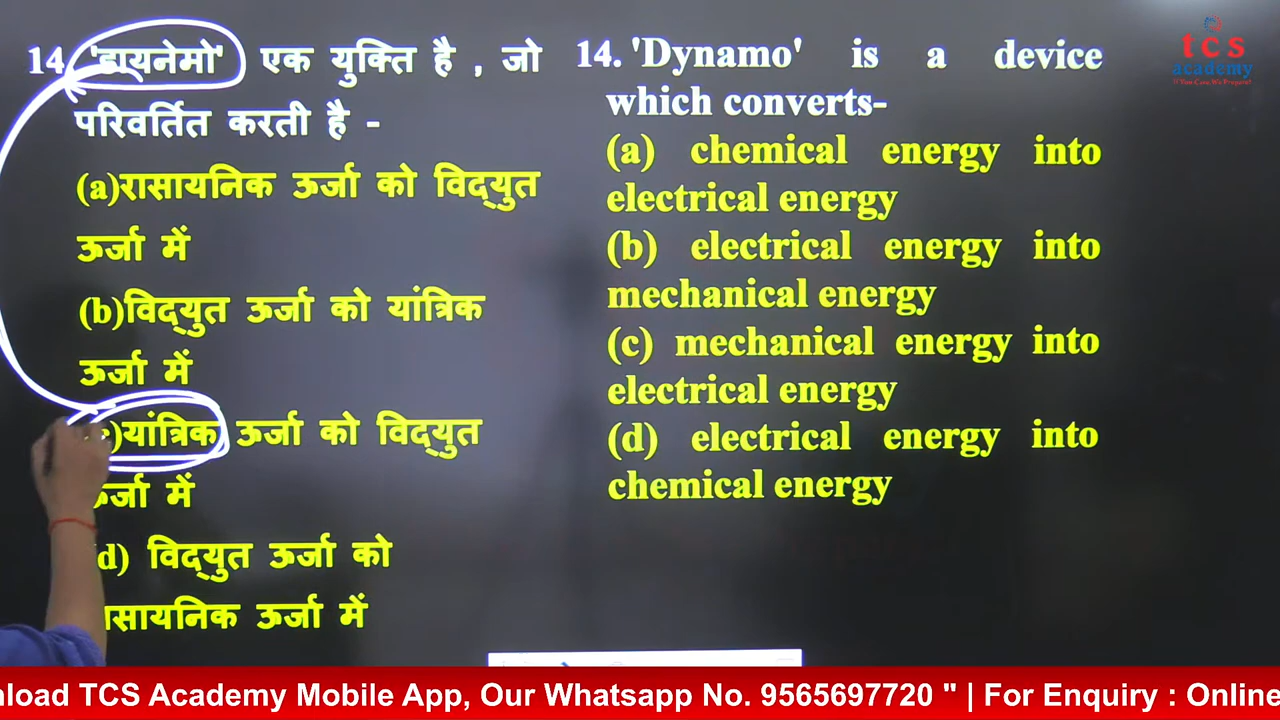 14. 'डायनेमो' एक युक्ति है , जो
परिवर्तित करती है -
(a)रासायनिक ऊर्जा को विद्युत
ऊर्जा में
(b)विद्युत ऊर्जा को यांत्रिक
ऊर्जा में
)यांत्रिक ऊर्जा को विद्युत
ऊर्जा में
d) विद्युत ऊर्जा को
ासायनिक ऊर्जा में
14. 'Dynamo' is a device
which converts-
(a) chemical energy into
electrical energy
(b) electrical energy into
mechanical energy
(c) mechanical energy into
electrical energy
(d) electrical energy into
chemical energy
tcs
academy
nload TCS Academy Mobile App, Our Whatsapp No. 9565697720 " | For Enquiry : Online